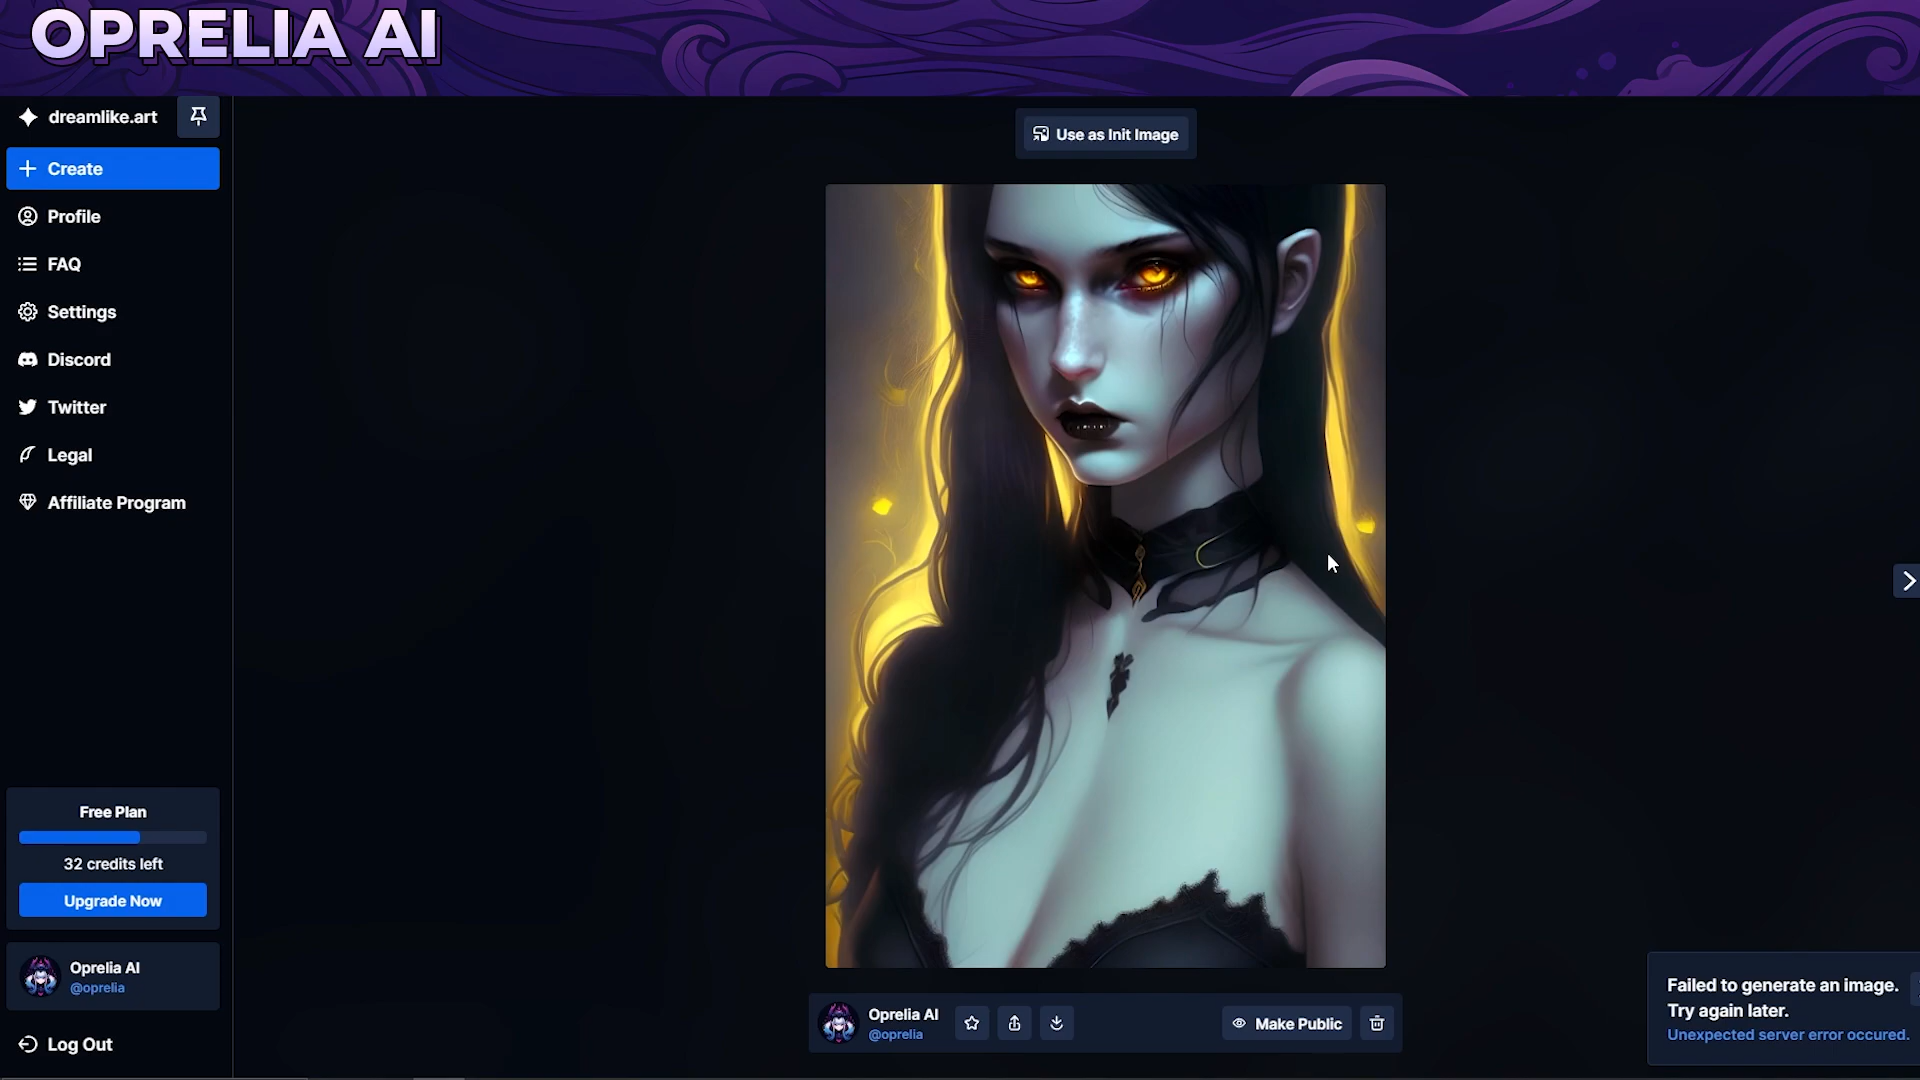 OPRELIA AI
dreamlike.art
Use as Init Image
Create
Profile
FAQ
Settings
Discord
Twitter
Legal
Affiliate Program
Free Plan
32 credits left
Upgrade Now
Oprelia AI
@oprelia
Log Out
Oprelia AI
@oprelia
Make Public
Failed to generate an image.
Try again later.
Unexpected server error occured.